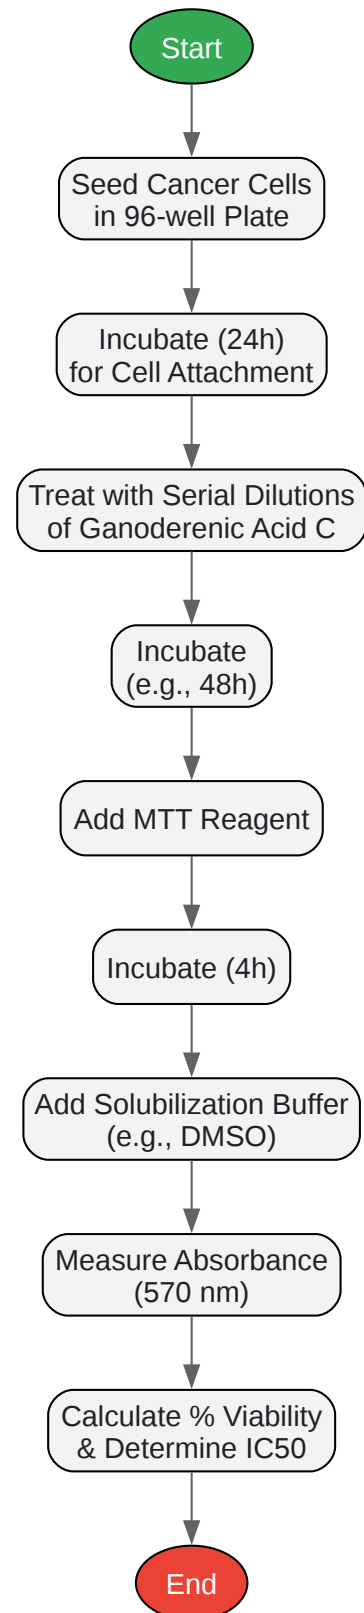 Start
Seed Cancer Cells
in 96-well Plate
Incubate (24h)
for Cell Attachment
Treat with Serial Dilutions
of Ganoderenic Acid C
Incubate
(e.g., 48h)
Add MTT Reagent
Incubate (4h)
Add Solubilization Buffer
(e.g., DMSO)
Measure Absorbance
(570 nm)
Calculate % Viability
& Determine IC50
End